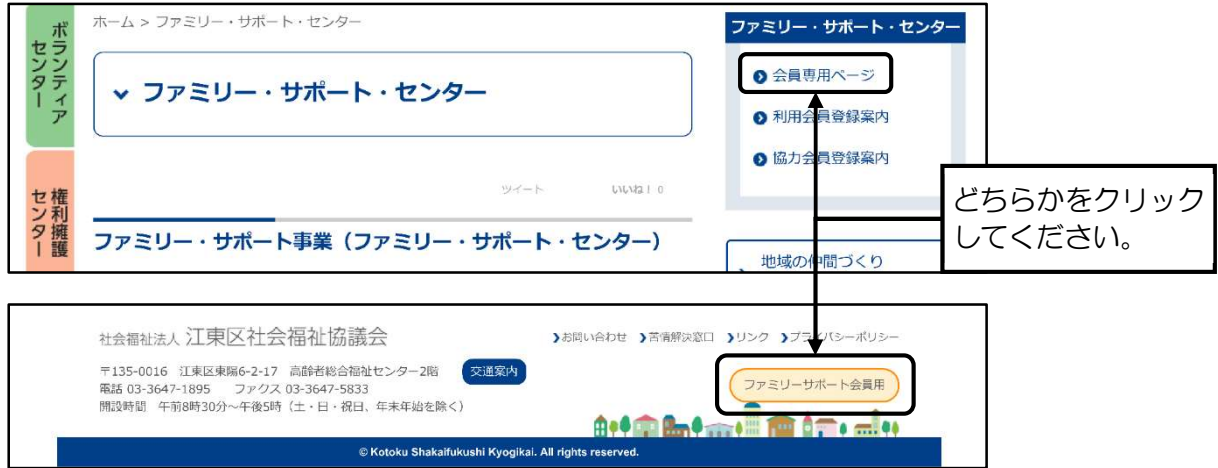 ボランティア
センター
権利擁護
センター
ホーム > ファミリー・サポート・センター
ファミリー・サポート・センター
ツイート いいね！ 0
ファミリー・サポート事業（ファミリー・サポート・センター）
ファミリー・サポート・センター
会員専用ページ
利用会員登録案内
協力会員登録案内
地域の仲間づくり
どちらかをクリック
してください。
社会福祉法人 江東区社会福祉協議会
〒135-0016 江東区東陽6-2-17 高齢者総合福祉センター2階 交通案内
電話 03-3647-1895 ファクス 03-3647-5833
開設時間 午前8時30分～午後5時（土・日・祝日、年末年始を除く）
お問い合わせ 苦情解決窓口 リンク プライバシーポリシー
ファミリーサポート会員用
© Kotoku Shakaifukushi Kyogikai. All rights reserved.